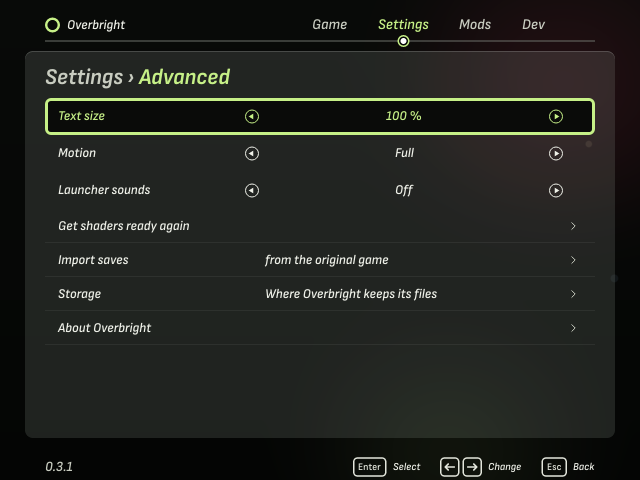 Overbright
Game Settings Mods Dev
Settings › Advanced
Text size 100 %
Motion Full
Launcher sounds Off
Get shaders ready again
Import saves from the original game
Storage Where Overbright keeps its files
About Overbright
0.3.1 Enter Select ← → Change Esc Back